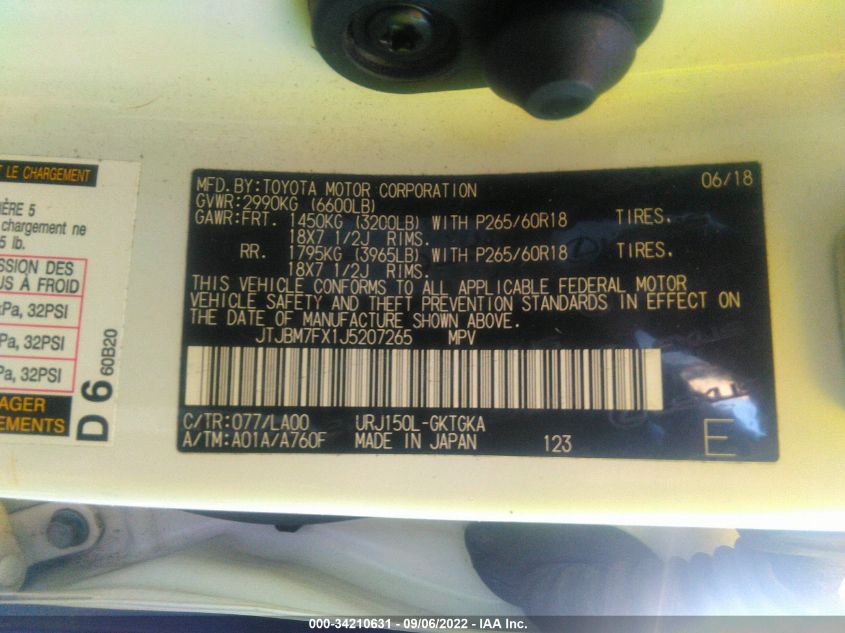 T LE CHARGEMENT
IÈRE 5
chargement ne
5 lb.
SSION DES
US À FROID
kPa, 32PSI
Pa, 32PSI
Pa, 32PSI
AGER
EMENTS
D 6 60B20
MFD.BY:TOYOTA MOTOR CORPORATION 06/18
GVWR:2990KG (6600LB)
GAWR:FRT. 1450KG (3200LB) WITH P265/60R18 TIRES.
18X7 1/2J RIMS.
RR. 1795KG (3965LB) WITH P265/60R18 TIRES.
18X7 1/2J RIMS.
THIS VEHICLE CONFORMS TO ALL APPLICABLE FEDERAL MOTOR
VEHICLE SAFETY AND THEFT PREVENTION STANDARDS IN EFFECT ON
THE DATE OF MANUFACTURE SHOWN ABOVE.
JTJBM7FX1J5207265 MPV
C/TR:077/LA00 URJ150L-GKTGKA
A/TM:A01A/A760F MADE IN JAPAN 123 E
000-34210631 - 09/06/2022 - IAA Inc.